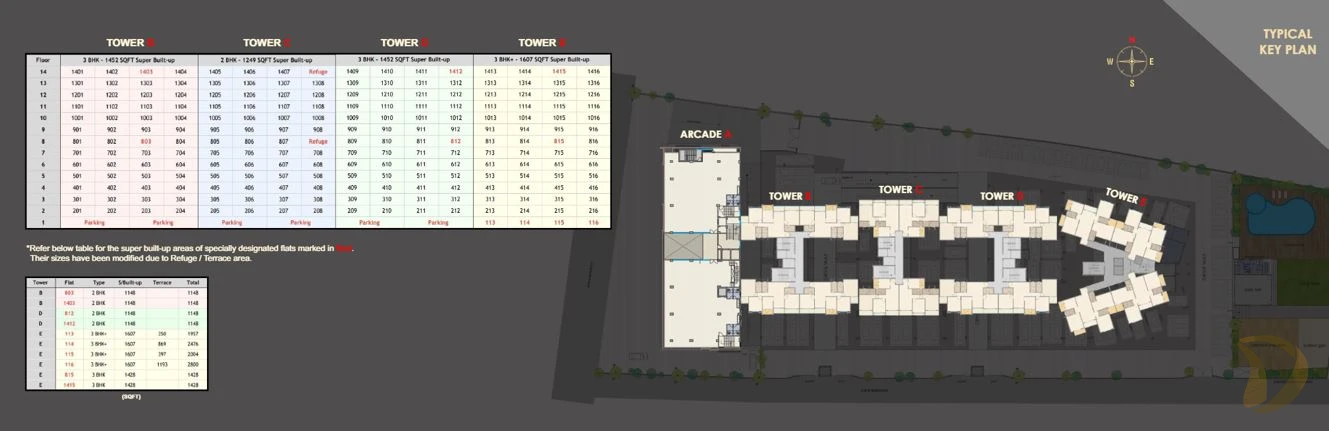 TYPICAL
KEY PLAN
N
W E
S
TOWER B TOWER C TOWER D TOWER E
Floor 3 BHK - 1452 SQFT Super Built-up 2 BHK - 1249 SQFT Super Built-up 3 BHK - 1452 SQFT Super Built-up 3 BHK+ - 1607 SQFT Super Built-up
14 1401 1402 1403 1404 1405 1406 1407 Refuge 1409 1410 1411 1412 1413 1414 1415 1416
13 1301 1302 1303 1304 1305 1306 1307 1308 1309 1310 1311 1312 1313 1314 1315 1316
12 1201 1202 1203 1204 1205 1206 1207 1208 1209 1210 1211 1212 1213 1214 1215 1216
11 1101 1102 1103 1104 1105 1106 1107 1108 1109 1110 1111 1112 1113 1114 1115 1116
10 1001 1002 1003 1004 1005 1006 1007 1008 1009 1010 1011 1012 1013 1014 1015 1016
9 901 902 903 904 905 906 907 908 909 910 911 912 913 914 915 916
8 801 802 803 804 805 806 807 Refuge 809 810 811 812 813 814 815 816
7 701 702 703 704 705 706 707 708 709 710 711 712 713 714 715 716
6 601 602 603 604 605 606 607 608 609 610 611 612 613 614 615 616
5 501 502 503 504 505 506 507 508 509 510 511 512 513 514 515 516
4 401 402 403 404 405 406 407 408 409 410 411 412 413 414 415 416
3 301 302 303 304 305 306 307 308 309 310 311 312 313 314 315 316
2 201 202 203 204 205 206 207 208 209 210 211 212 213 214 215 216
1 Parking Parking Parking Parking Parking Parking 113 114 115 116
*Refer below table for the super built-up areas of specially designated flats marked in
Their sizes have been modified due to Refuge / Terrace area.
Tower Flat Type S/Built-up Terrace Total
B 803 2 BHK 1148 1148
B 1403 2 BHK 1148 1148
D 812 2 BHK 1148 1148
D 1412 2 BHK 1148 1148
E 113 3 BHK+ 1607 350 1957
E 114 3 BHK+ 1607 869 2476
E 115 3 BHK+ 1607 397 2004
E 116 3 BHK+ 1607 1193 2800
E 815 3 BHK 1428 1428
E 1415 3 BHK 1428 1428
(SQFT)
ARCADE A
TOWER B
TOWER C
TOWER D
TOWER E